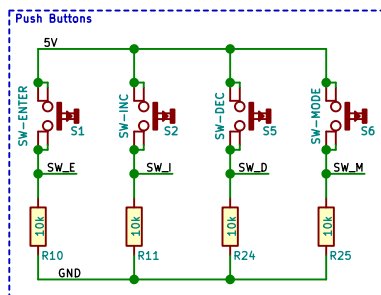 Push Buttons
5V
SW-ENTER
S1
SW-INC
S2
SW-DEC
S5
SW-MODE
S6
SW_E
SW_I
SW_D
SW_M
10k
R10
10k
R11
10k
R24
10k
R25
GND